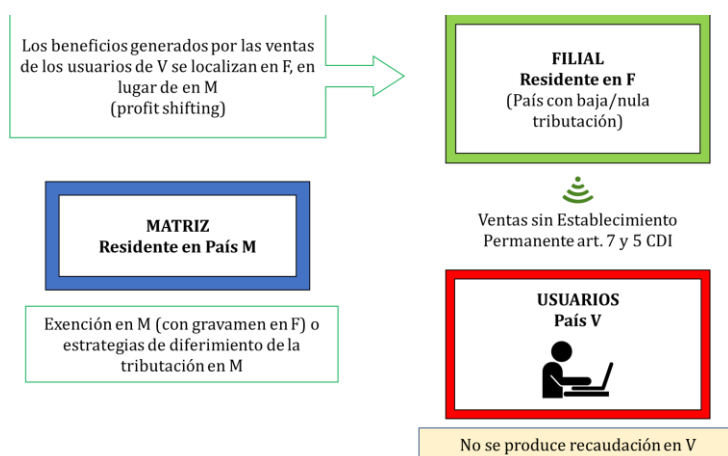 Los beneficios generados por las ventas
de los usuarios de V se localizan en F, en
lugar de en M
(profit shifting)
FILIAL
Residente en F
(País con baja/nula
tributación)
MATRIZ
Residente en País M
Ventas sin Establecimiento
Permanente art. 7 y 5 CDI
Exención en M (con gravamen en F) o
estrategias de diferimiento de la
tributación en M
USUARIOS
País V
No se produce recaudación en V